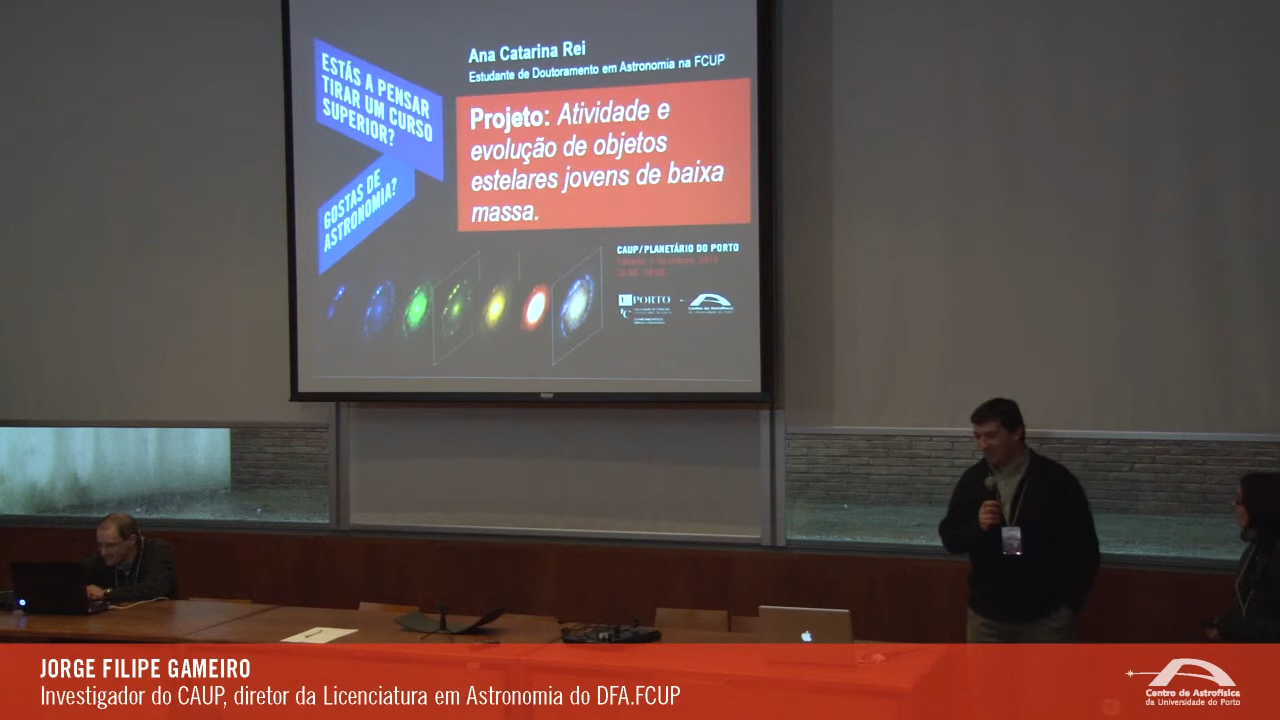 Ana Catarina Rei
Estudante de Doutoramento em Astronomia na FCUP
ESTÁS A PENSAR
TIRAR UM CURSO
SUPERIOR?
GOSTAS DE
ASTRONOMIA?
Projeto: Atividade e
evolução de objetos
estelares jovens de baixa
massa.
CAUP/PLANETÁRIO DO PORTO
PORTO
JORGE FILIPE GAMEIRO
Investigador do CAUP, diretor da Licenciatura em Astronomia do DFA.FCUP
Centro de Astrofísica
da Universidade do Porto